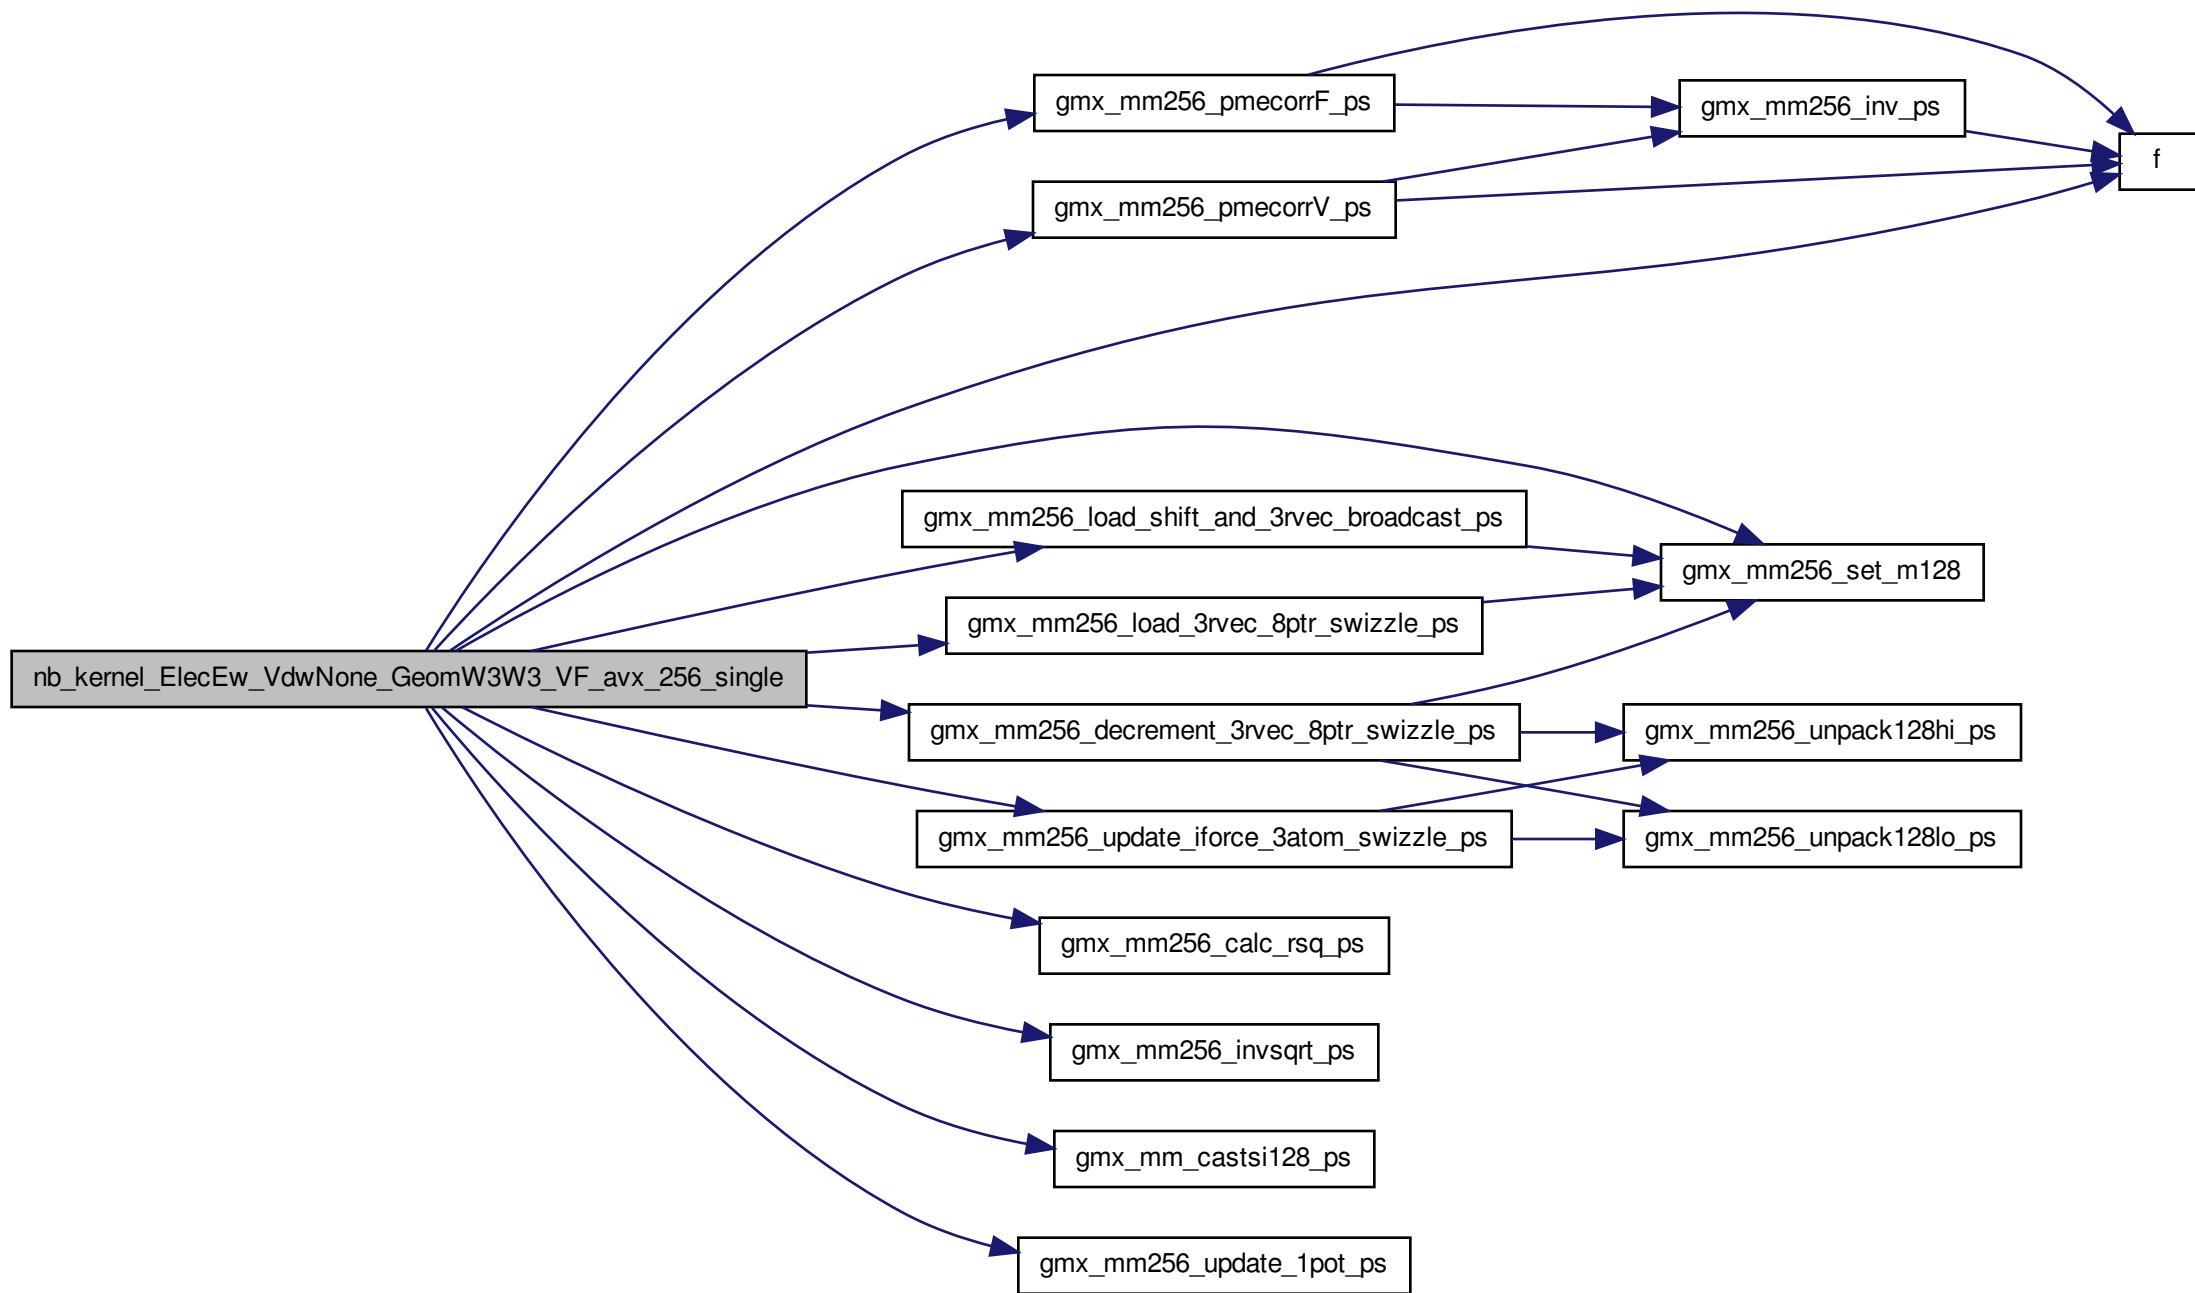 gmx_mm256_pmecorrF_ps
gmx_mm256_inv_ps
f
gmx_mm256_pmecorrV_ps
gmx_mm256_load_shift_and_3rvec_broadcast_ps
gmx_mm256_set_m128
gmx_mm256_load_3rvec_8ptr_swizzle_ps
nb_kernel_ElecEw_VdwNone_GeomW3W3_VF_avx_256_single
gmx_mm256_decrement_3rvec_8ptr_swizzle_ps
gmx_mm256_unpack128hi_ps
gmx_mm256_update_iforce_3atom_swizzle_ps
gmx_mm256_unpack128lo_ps
gmx_mm256_calc_rsq_ps
gmx_mm256_invsqrt_ps
gmx_mm_castsi128_ps
gmx_mm256_update_1pot_ps